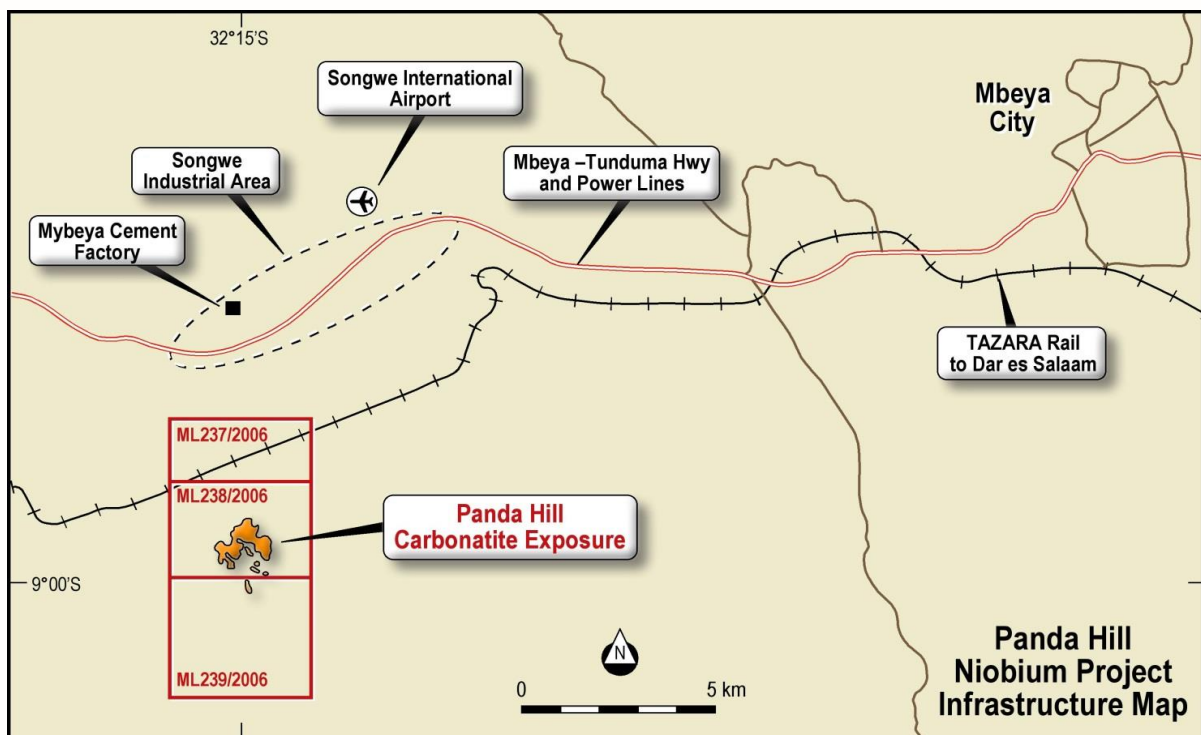 32°15'S
Songwe International
Airport
Mbeya
City
Songwe
Industrial Area
Mbeya –Tunduma Hwy
and Power Lines
Mybeya Cement
Factory
TAZARA Rail
to Dar es Salaam
ML237/2006
ML238/2006
Panda Hill
Carbonatite Exposure
9°00'S
ML239/2006
N
0
5 km
Panda Hill
Niobium Project
Infrastructure Map